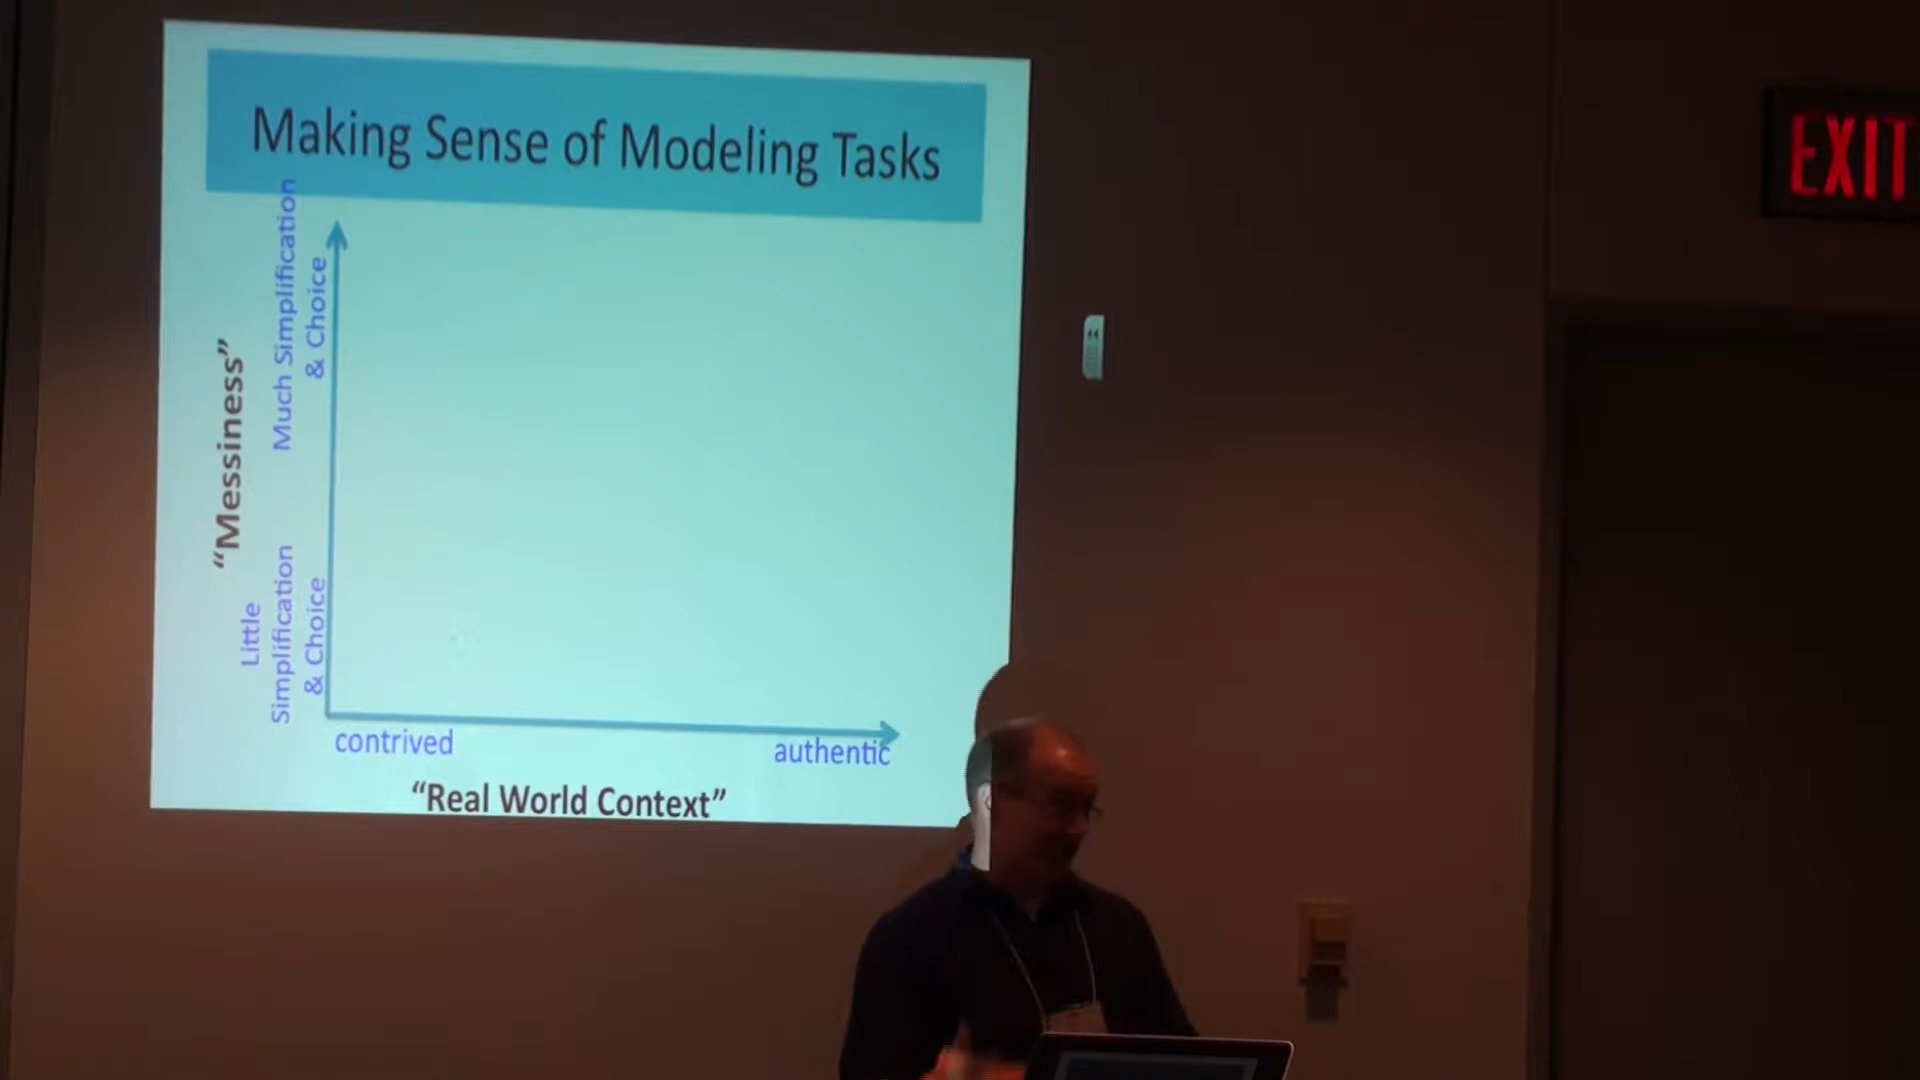 Making Sense of Modeling Tasks
“Messiness”
Much Simplification
& Choice
Little
Simplification
& Choice
contrived
authentic
“Real World Context”
EXIT